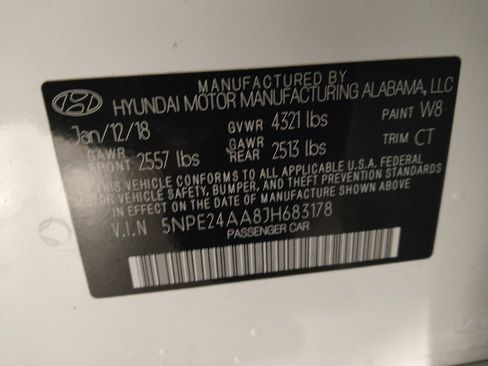 MANUFACTURED BY
HYUNDAI MOTOR MANUFACTURING ALABAMA, LLC
Jan/12/18 GVWR 4321 lbs PAINT W8
GAWR FRONT 2557 lbs GAWR REAR 2513 lbs TRIM CT
THIS VEHICLE CONFORMS TO ALL APPLICABLE U.S.A. FEDERAL
MOTOR VEHICLE SAFETY, BUMPER, AND THEFT PREVENTION STANDARDS
IN EFFECT ON THE DATE OF MANUFACTURE SHOWN ABOVE.
V.I.N 5NPE24AA8JH683178
PASSENGER CAR